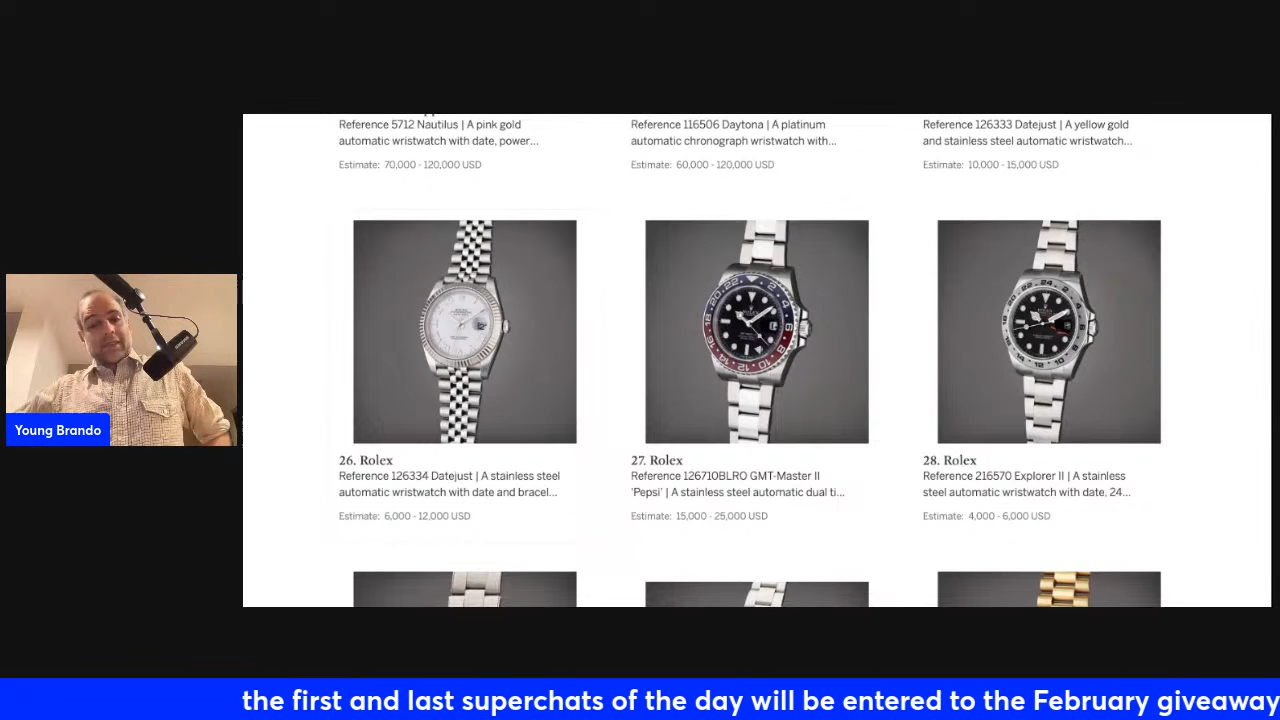 Reference 5712 Nautilus | A pink gold
automatic wristwatch with date, power...
Estimate: 70,000 - 120,000 USD
Reference 116506 Daytona | A platinum
automatic chronograph wristwatch with...
Estimate: 60,000 - 120,000 USD
Reference 126333 Datejust | A yellow gold
and stainless steel automatic wristwatch...
Estimate: 10,000 - 15,000 USD
26. Rolex
Reference 126334 Datejust | A stainless steel
automatic wristwatch with date and bracel...
Estimate: 6,000 - 12,000 USD
27. Rolex
Reference 126710BLRO GMT-Master II
'Pepsi' | A stainless steel automatic dual ti...
Estimate: 15,000 - 25,000 USD
28. Rolex
Reference 216570 Explorer II | A stainless
steel automatic wristwatch with date, 24...
Estimate: 4,000 - 6,000 USD
Young Brando
the first and last superchats of the day will be entered to the February giveaway